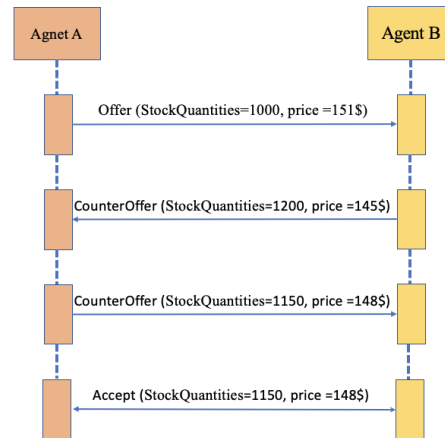 Agnet A
Agent B
Offer (StockQuantities=1000, price =151$)
CounterOffer (StockQuantities=1200, price =145$)
CounterOffer (StockQuantities=1150, price =148$)
Accept (StockQuantities=1150, price =148$)